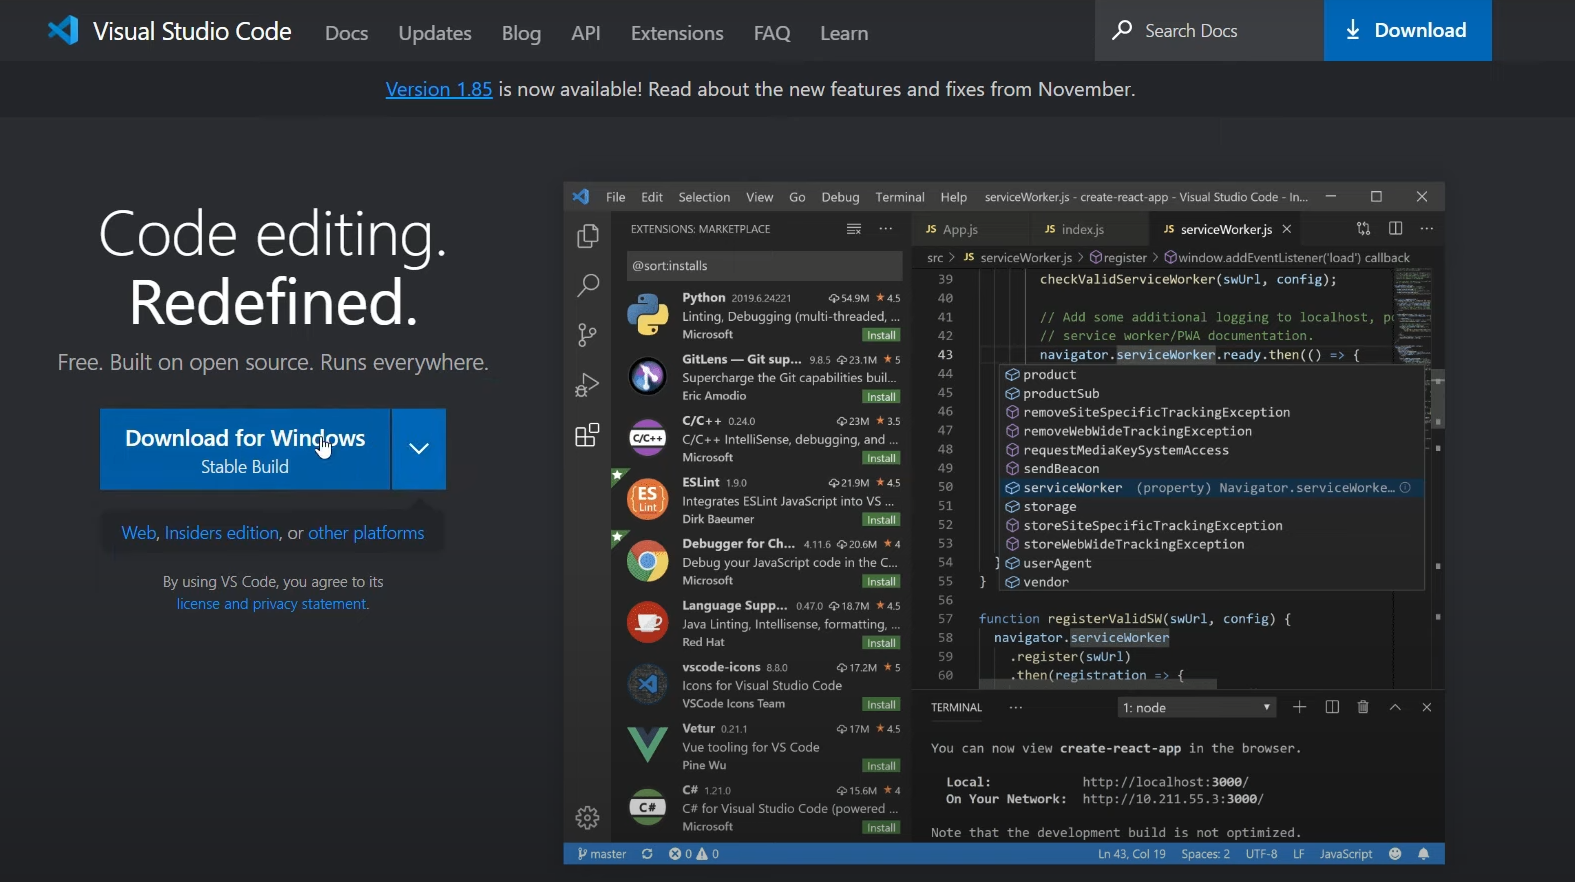 Visual Studio Code Docs Updates Blog API Extensions FAQ Learn Search Docs Download
Version 1.85 is now available! Read about the new features and fixes from November.
Code editing.
Redefined.
Free. Built on open source. Runs everywhere.
Download for Windows
Stable Build
Web, Insiders edition, or other platforms
By using VS Code, you agree to its
license and privacy statement.
File Edit Selection View Go Debug Terminal Help serviceWorker.js - create-react-app - Visual Studio Code - In...
EXTENSIONS: MARKETPLACE
@sort:installs
Python 2019.6.24221 54.9M ★ 4.5
Linting, Debugging (multi-threaded, ...
Microsoft Install
GitLens — Git sup... 9.8.5 23.1M ★ 5
Supercharge the Git capabilities buil...
Eric Amodio Install
C/C++ 0.24.0 23M ★ 3.5
C/C++
C/C++ IntelliSense, debugging, and ...
Microsoft Install
ESLint 1.9.0 21.9M ★ 4.5
ES
Lint
Integrates ESLint JavaScript into VS ...
Dirk Baeumer Install
Debugger for Ch... 4.11.6 20.6M ★ 4
Debug your JavaScript code in the C...
Microsoft Install
Language Supp... 0.47.0 18.7M ★ 4.5
Java Linting, Intellisense, formatting, ...
Red Hat Install
vscode-icons 8.8.0 17.2M ★ 5
Icons for Visual Studio Code
VSCode Icons Team Install
Vetur 0.21.1 17M ★ 4.5
Vue tooling for VS Code
Pine Wu Install
C# 1.21.0 15.6M ★ 4
C#
C# for Visual Studio Code (powered ...
Microsoft Install
JS App.js JS index.js JS serviceWorker.js
src > JS serviceWorker.js > register > window.addEventListener('load') callback
39 checkValidServiceWorker(swUrl, config);
40
41 // Add some additional logging to localhost, p
42 // service worker/PWA documentation.
43 navigator.serviceWorker.ready.then(() => {
44 product
45 productSub
46 removeSiteSpecificTrackingException
47 removeWebWideTrackingException
48 requestMediaKeySystemAccess
49 sendBeacon
50 serviceWorker (property) Navigator.serviceWorke...
51 storage
52 storeSiteSpecificTrackingException
53 storeWebWideTrackingException
54 } userAgent
55 } vendor
56
57 function registerValidSW(swUrl, config) {
58 navigator.serviceWorker
59 .register(swUrl)
60 .then(registration => {
TERMINAL ... 1: node
You can now view create-react-app in the browser.
Local: http://localhost:3000/
On Your Network: http://10.211.55.3:3000/
Note that the development build is not optimized.
master 0 0 Ln 43, Col 19 Spaces: 2 UTF-8 LF JavaScript